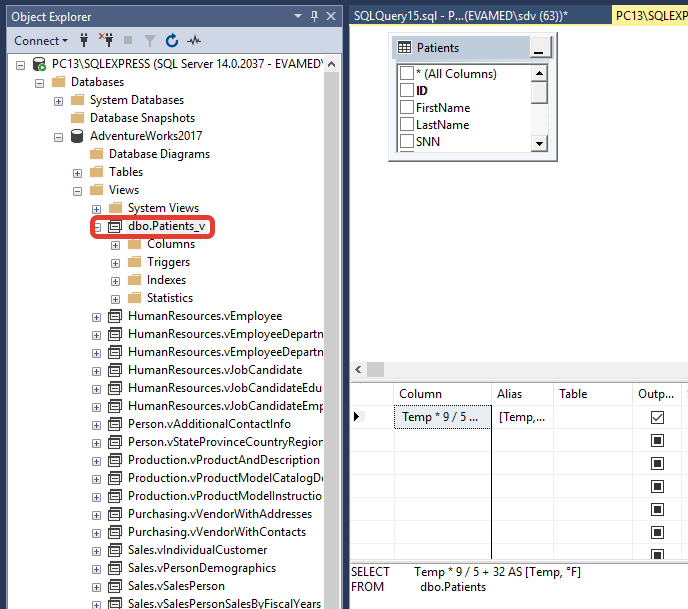 Object Explorer
Connect
PC13\SQLEXPRESS (SQL Server 14.0.2037 - EVAMED\
Databases
System Databases
Database Snapshots
AdventureWorks2017
Database Diagrams
Tables
Views
System Views
dbo.Patients_v
Columns
Triggers
Indexes
Statistics
HumanResources.vEmployee
HumanResources.vEmployeeDepartn
HumanResources.vEmployeeDepartn
HumanResources.vJobCandidate
HumanResources.vJobCandidateEdu
HumanResources.vJobCandidateEmp
Person.vAdditionalContactInfo
Person.vStateProvinceCountryRegion
Production.vProductAndDescription
Production.vProductModelCatalogDe
Production.vProductModelInstructio
Purchasing.vVendorWithAddresses
Purchasing.vVendorWithContacts
Sales.vIndividualCustomer
Sales.vPersonDemographics
Sales.vSalesPerson
Sales.vSalesPersonSalesByFiscalYears
SQLQuery15.sql - P...(EVAMED\sdv (63))*
PC13\SQLEX
Patients
* (All Columns)
ID
FirstName
LastName
SNN
Column Alias Table Outp...
Temp * 9 / 5 ... [Temp,...
SELECT Temp * 9 / 5 + 32 AS [Temp, °F]
FROM dbo.Patients